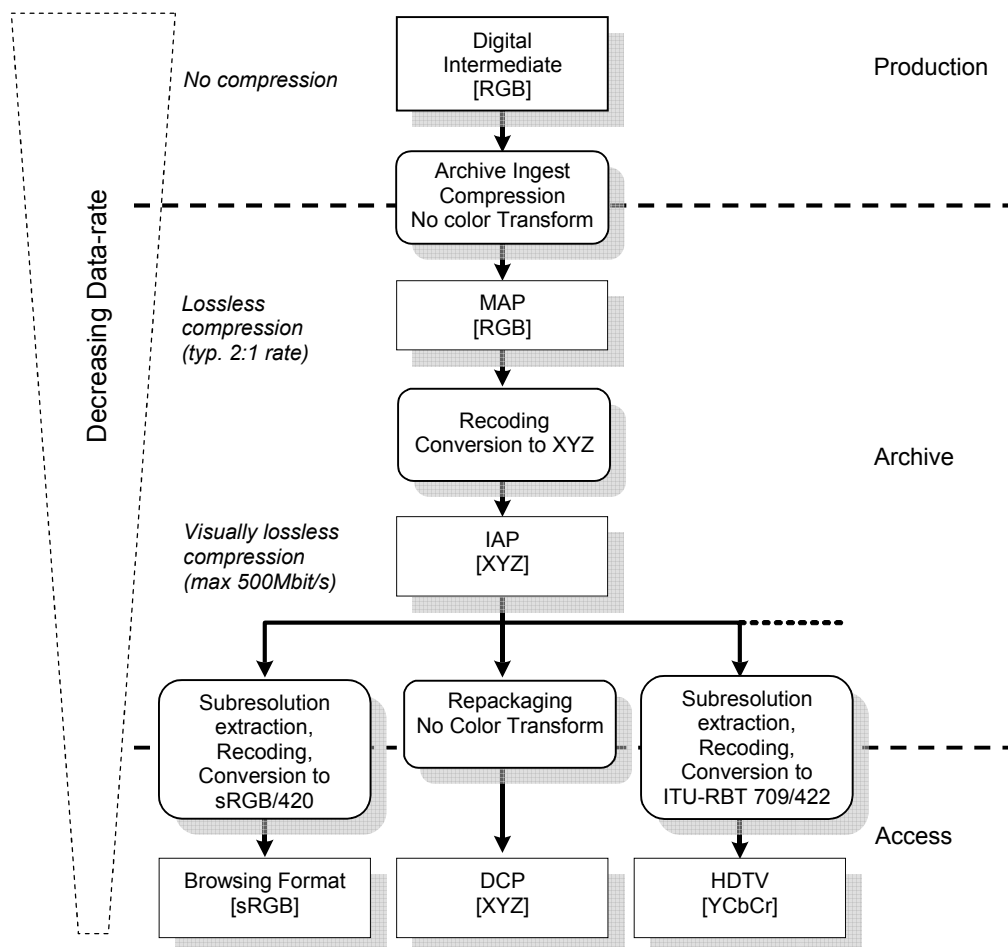 Digital
Intermediate
[RGB]
No compression
Production
Archive Ingest
Compression
No color Transform
Decreasing Data-rate
Lossless
compression
(typ. 2:1 rate)
MAP
[RGB]
Recoding
Conversion to XYZ
Archive
Visually lossless
compression
(max 500Mbit/s)
IAP
[XYZ]
Subresolution
extraction,
Recoding,
Conversion to
sRGB/420
Repackaging
No Color Transform
Subresolution
extraction,
Recoding,
Conversion to
ITU-RBT 709/422
Access
Browsing Format
[sRGB]
DCP
[XYZ]
HDTV
[YCbCr]